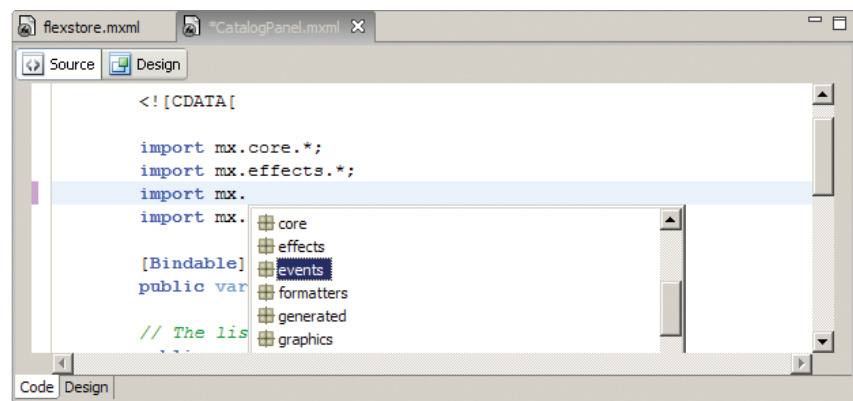 flexstore.mxml *CatalogPanel.mxml
Source Design
<![CDATA[
import mx.core.*;
import mx.effects.*;
import mx.
import mx.
core
effects
[Bindable]
events
public var
formatters
generated
// The lis
graphics
Code Design